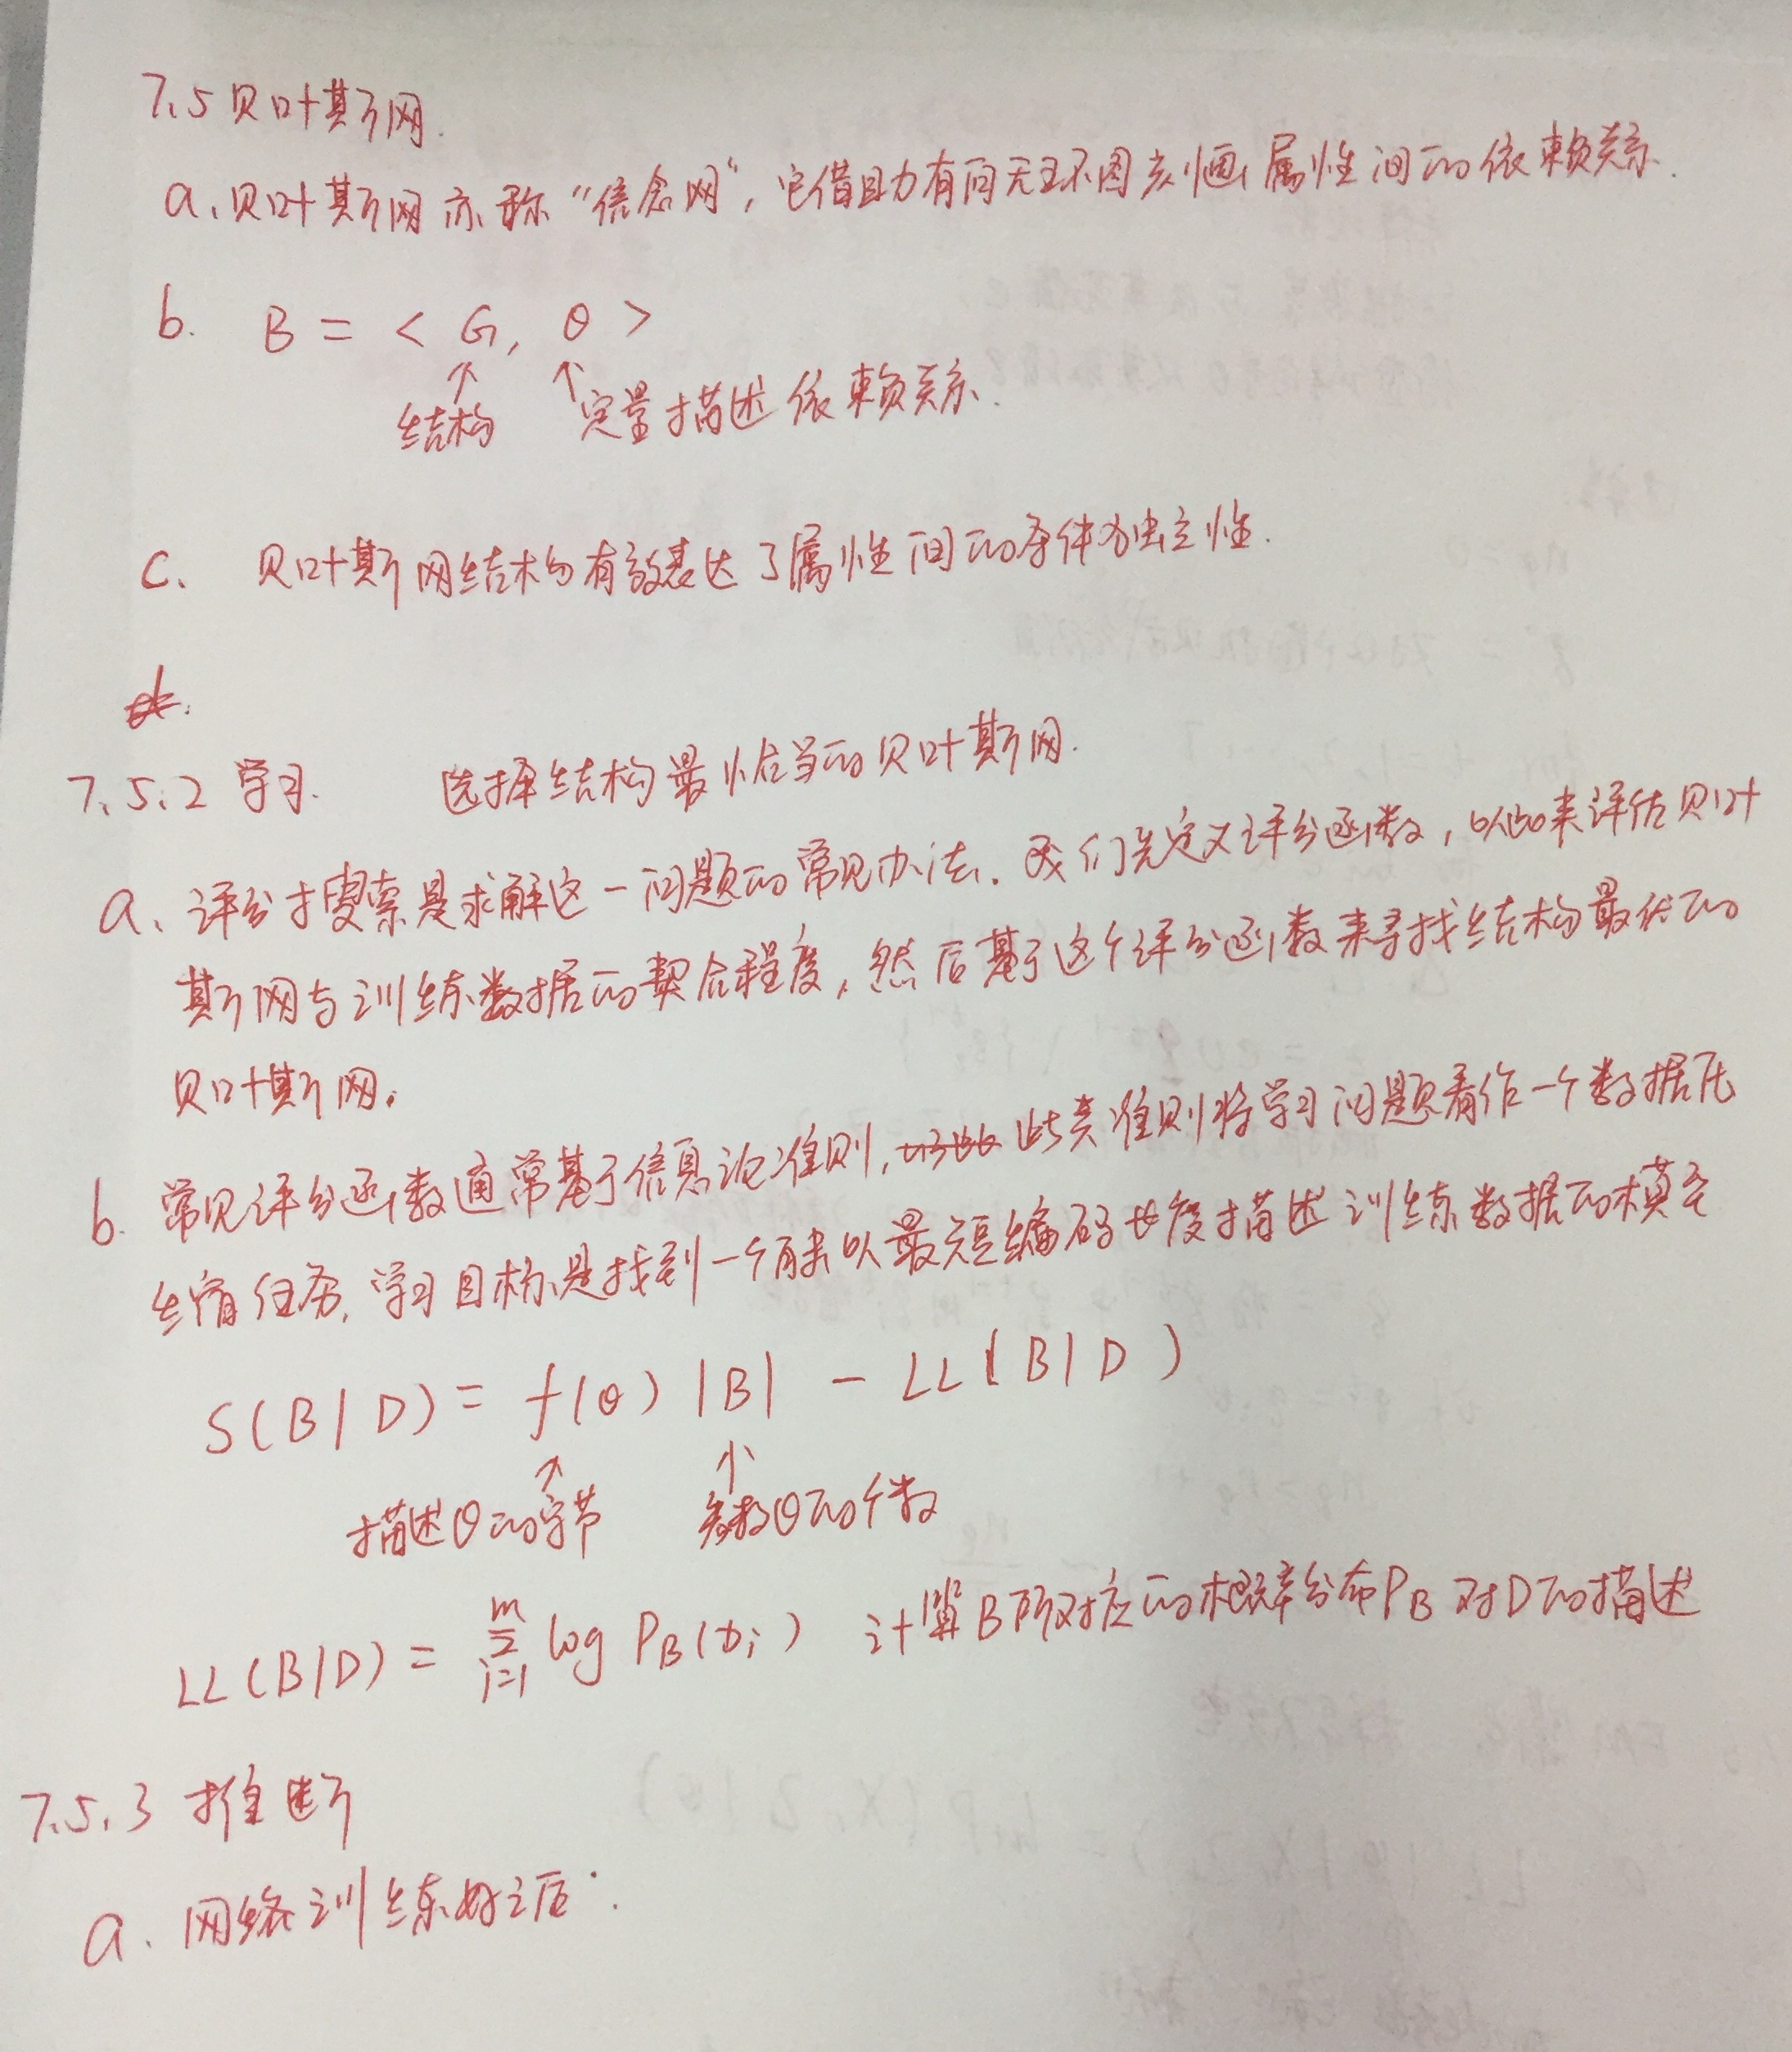 7.5 贝叶斯网.
a. 贝叶斯网亦称“信念网”, 它借助有向无环图刻画属性间的依赖关系.
b. B = < G, θ >
↑ ↑
结构 定量描述依赖关系.
c. 贝叶斯网结构有效表达了属性间的条件独立性.
d.
7.5.2 学习. 选择结构最恰当的贝叶斯网.
a. 评分搜索是求解这一问题的常见办法. 我们先定义评分函数, 以此来评估贝叶
斯网与训练数据的契合程度, 然后基于这个评分函数来寻找结构最优的
贝叶斯网.
b. 常见评分函数通常基于信息论准则, 此类准则将学习问题看作一个数据压
缩任务, 学习目标是找到一个能以最短编码长度描述训练数据的模型
S(B|D) = f(θ)|B| - LL(B|D)
↑ ↑
描述θ的字节 参数θ的个数
LL(B|D) = ∑_{i=1}^{m} log P_B(x_i) 计算B所对应的概率分布P_B对D的描述
7.5.3 推断
a. 网络训练好之后: